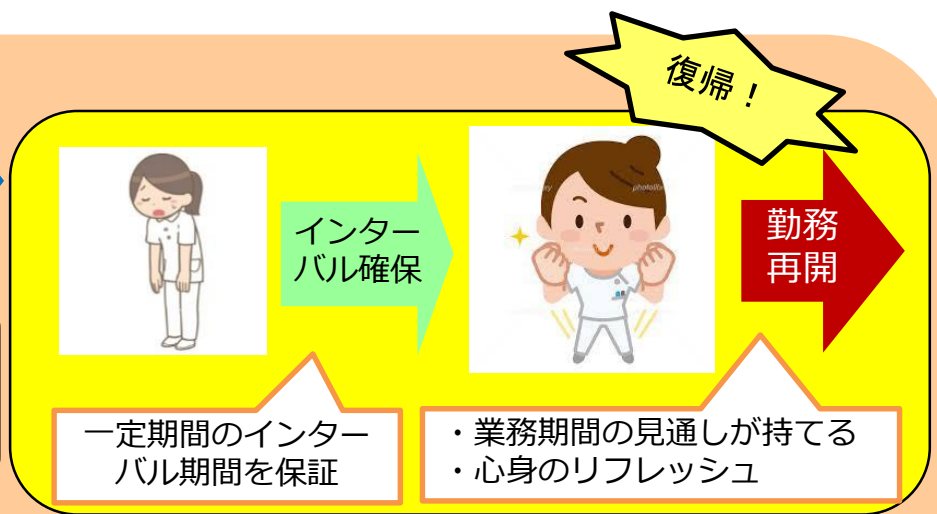 復帰！
インター
バル確保
勤務
再開
一定期間のインター
バル期間を保証
・業務期間の見通しが持てる
・心身のリフレッシュ